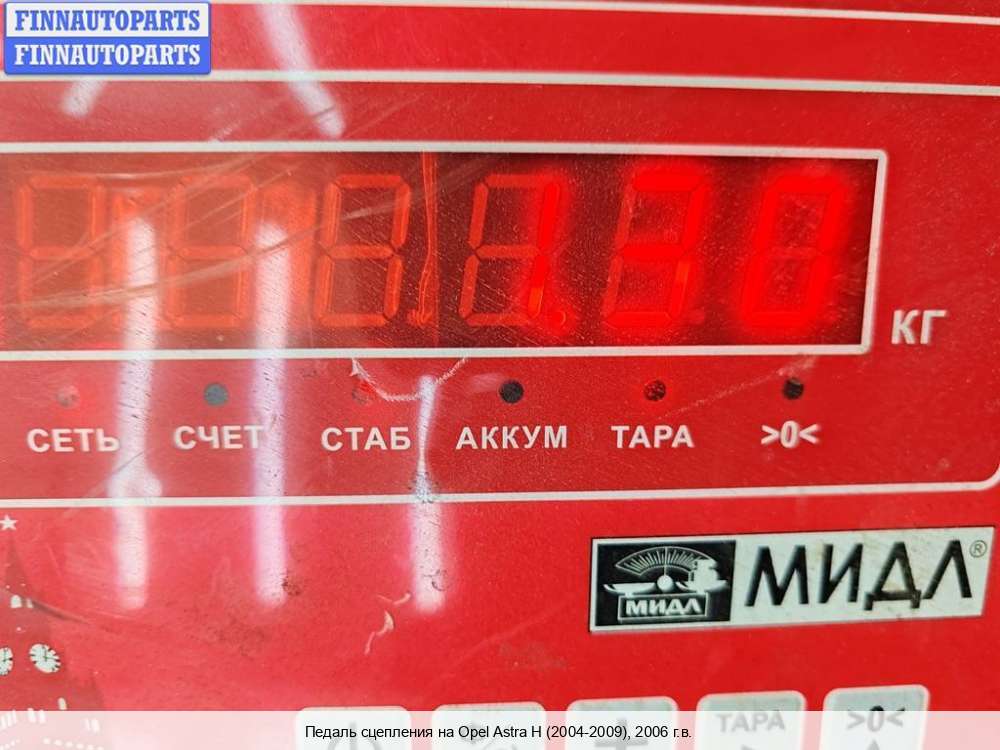 FINNAUTOPARTS
FINNAUTOPARTS
1.30
КГ
СЕТЬ СЧЕТ СТАБ АККУМ ТАРА >0<
МИДЛ МИДЛ®
ТАРА >0<
Педаль сцепления на Opel Astra H (2004-2009), 2006 г.в.